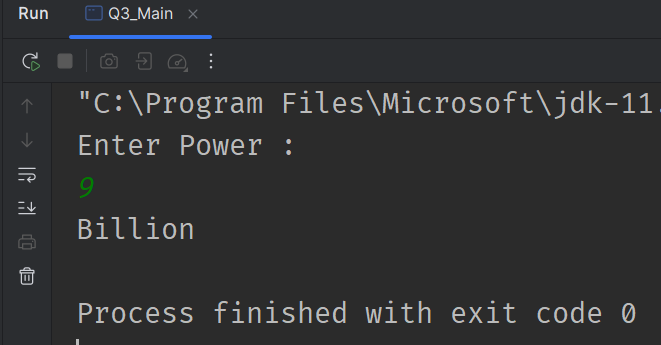 Run Q3_Main
"C:\Program Files\Microsoft\jdk-11.
Enter Power :
9
Billion
Process finished with exit code 0